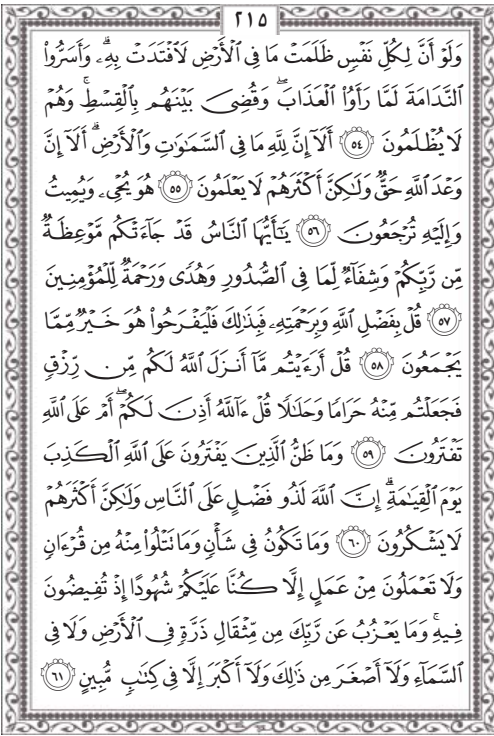 ٢١٥
وَلَوْ أَنَّ لِكُلِّ نَفْسٍ ظَلَمَتْ مَا فِى ٱلْأَرْضِ لَٱفْتَدَتْ بِهِۦ ۗ وَأَسَرُّوا۟
ٱلنَّدَامَةَ لَمَّا رَأَوُا۟ ٱلْعَذَابَ ۖ وَقُضِىَ بَيْنَهُم بِٱلْقِسْطِ ۚ وَهُمْ
لَا يُظْلَمُونَ ۝٥٤ أَلَآ إِنَّ لِلَّهِ مَا فِى ٱلسَّمَـٰوَٰتِ وَٱلْأَرْضِ ۗ أَلَآ إِنَّ
وَعْدَ ٱللَّهِ حَقٌّ وَلَـٰكِنَّ أَكْثَرَهُمْ لَا يَعْلَمُونَ ۝٥٥ هُوَ يُحْىِۦ وَيُمِيتُ
وَإِلَيْهِ تُرْجَعُونَ ۝٥٦ يَـٰٓأَيُّهَا ٱلنَّاسُ قَدْ جَآءَتْكُم مَّوْعِظَةٌ
مِّن رَّبِّكُمْ وَشِفَآءٌ لِّمَا فِى ٱلصُّدُورِ وَهُدًى وَرَحْمَةٌ لِّلْمُؤْمِنِينَ
۝٥٧ قُلْ بِفَضْلِ ٱللَّهِ وَبِرَحْمَتِهِۦ فَبِذَٰلِكَ فَلْيَفْرَحُوا۟ هُوَ خَيْرٌ مِّمَّا
يَجْمَعُونَ ۝٥٨ قُلْ أَرَءَيْتُم مَّآ أَنزَلَ ٱللَّهُ لَكُم مِّن رِّزْقٍ
فَجَعَلْتُم مِّنْهُ حَرَامًا وَحَلَـٰلًا قُلْ ءَآللَّهُ أَذِنَ لَكُمْ ۖ أَمْ عَلَى ٱللَّهِ
تَفْتَرُونَ ۝٥٩ وَمَا ظَنُّ ٱلَّذِينَ يَفْتَرُونَ عَلَى ٱللَّهِ ٱلْكَذِبَ
يَوْمَ ٱلْقِيَـٰمَةِ ۗ إِنَّ ٱللَّهَ لَذُو فَضْلٍ عَلَى ٱلنَّاسِ وَلَـٰكِنَّ أَكْثَرَهُمْ
لَا يَشْكُرُونَ ۝٦٠ وَمَا تَكُونُ فِى شَأْنٍ وَمَا تَتْلُوا۟ مِنْهُ مِن قُرْءَانٍ
وَلَا تَعْمَلُونَ مِنْ عَمَلٍ إِلَّا كُنَّا عَلَيْكُمْ شُهُودًا إِذْ تُفِيضُونَ
فِيهِ ۚ وَمَا يَعْزُبُ عَن رَّبِّكَ مِن مِّثْقَالِ ذَرَّةٍ فِى ٱلْأَرْضِ وَلَا فِى
ٱلسَّمَآءِ وَلَآ أَصْغَرَ مِن ذَٰلِكَ وَلَآ أَكْبَرَ إِلَّا فِى كِتَـٰبٍ مُّبِينٍ ۝٦١